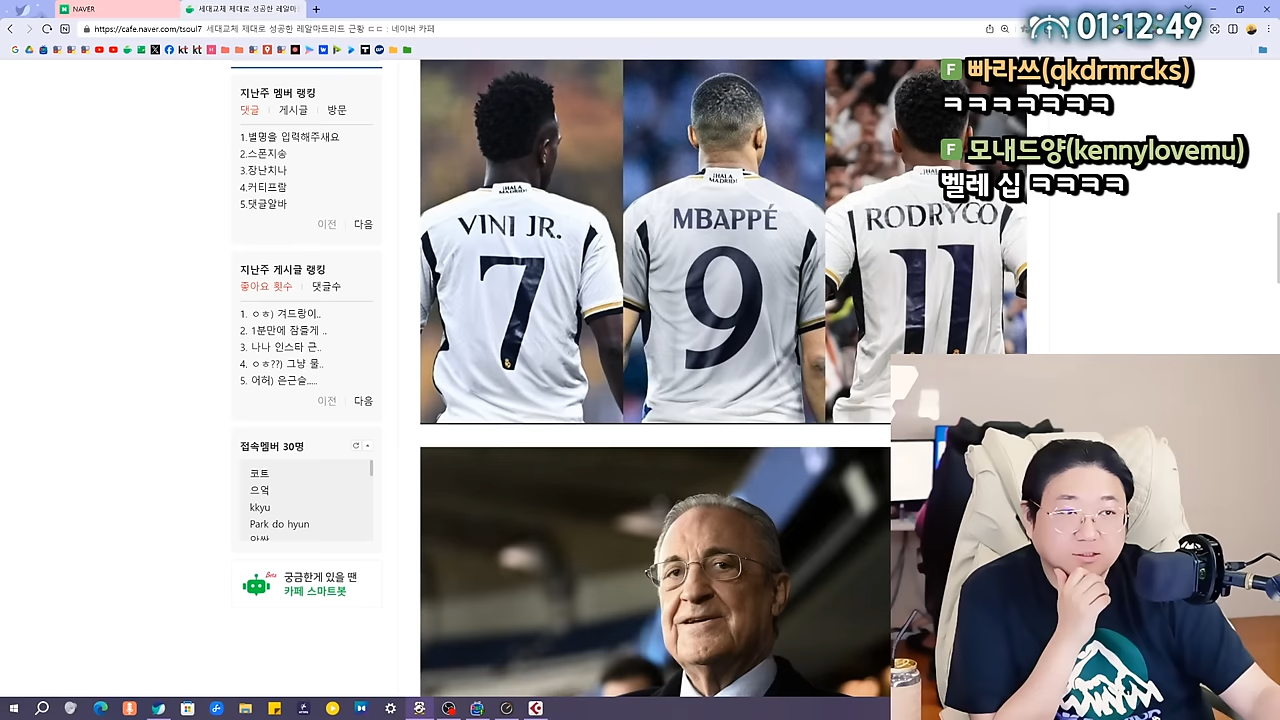 NAVER
세대교체 제대로 성공한 레알마
https://cafe.naver.com/tsoul7
세대교체 제대로 성공한 레알마드리드 근황 ㄷㄷ : 네이버 카페
01:12:49
F 빠라쓰(qkdrmrcks)
ㅋㅋㅋㅋㅋㅋㅋ
F 모내드양(kennylovemu)
벨레 십 ㅋㅋㅋㅋ
지난주 멤버 랭킹
댓글 게시글 방문
1.별명을 입력해주세요
2.스폰지송
3.장난치나
4.커티프람
5.댓글알바
이전 다음
지난주 게시글 랭킹
좋아요 횟수 댓글수
1. ㅇㅎ) 겨드랑이..
2. 1분만에 잠들게 ..
3. 나나 인스타 근..
4. ㅇㅎ??) 그냥 물..
5. 어허) 은근슬.....
이전 다음
접속멤버 30명
코트
으억
kkyu
Park do hyun
Beta
궁금한게 있을 땐
카페 스마트봇
¡HALA MADRID!
VINI JR.
7
¡HALA MADRID!
MBAPPÉ
9
RODRYGO
11